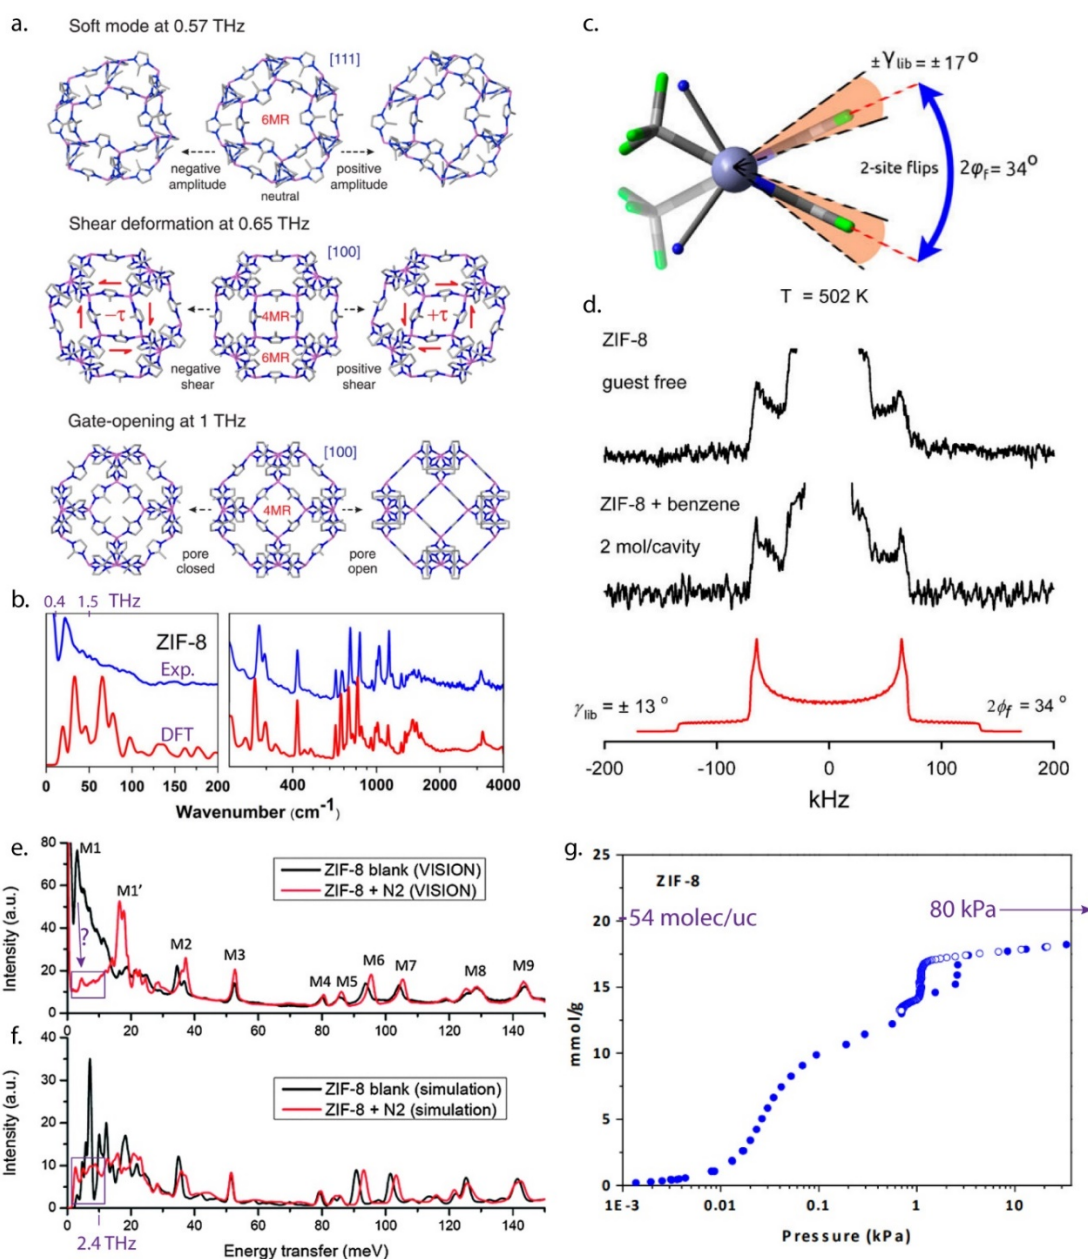 a.
Soft mode at 0.57 THz
[111]
6MR
negative amplitude
neutral
positive amplitude
Shear deformation at 0.65 THz
[100]
−τ
4MR
6MR
+τ
negative shear
positive shear
Gate-opening at 1 THz
[100]
4MR
pore closed
pore open
b.
0.4 1.5 THz
ZIF-8
Exp.
DFT
0 50 100 150 200
400 1000 2000 4000
Wavenumber (cm⁻¹)
c.
±γlib = ± 17°
2-site flips
2φf = 34°
T = 502 K
d.
ZIF-8
guest free
ZIF-8 + benzene
2 mol/cavity
γlib = ± 13 °
2ϕf = 34 °
-200 -100 0 100 200
kHz
e.
80
60
40
20
0
Intensity (a.u.)
M1
M1'
?
M2
M3
M4
M5
M6
M7
M8
M9
ZIF-8 blank (VISION)
ZIF-8 + N2 (VISION)
0 20 40 60 80 100 120 140
f.
40
30
20
10
0
Intensity (a.u.)
ZIF-8 blank (simulation)
ZIF-8 + N2 (simulation)
0 20 40 60 80 100 120 140
2.4 THz
Energy transfer (meV)
g.
25
20
15
10
5
0
mmol/g
ZIF-8
54 molec/uc
80 kPa
1E-3 0.01 0.1 1 10
Pressure (kPa)